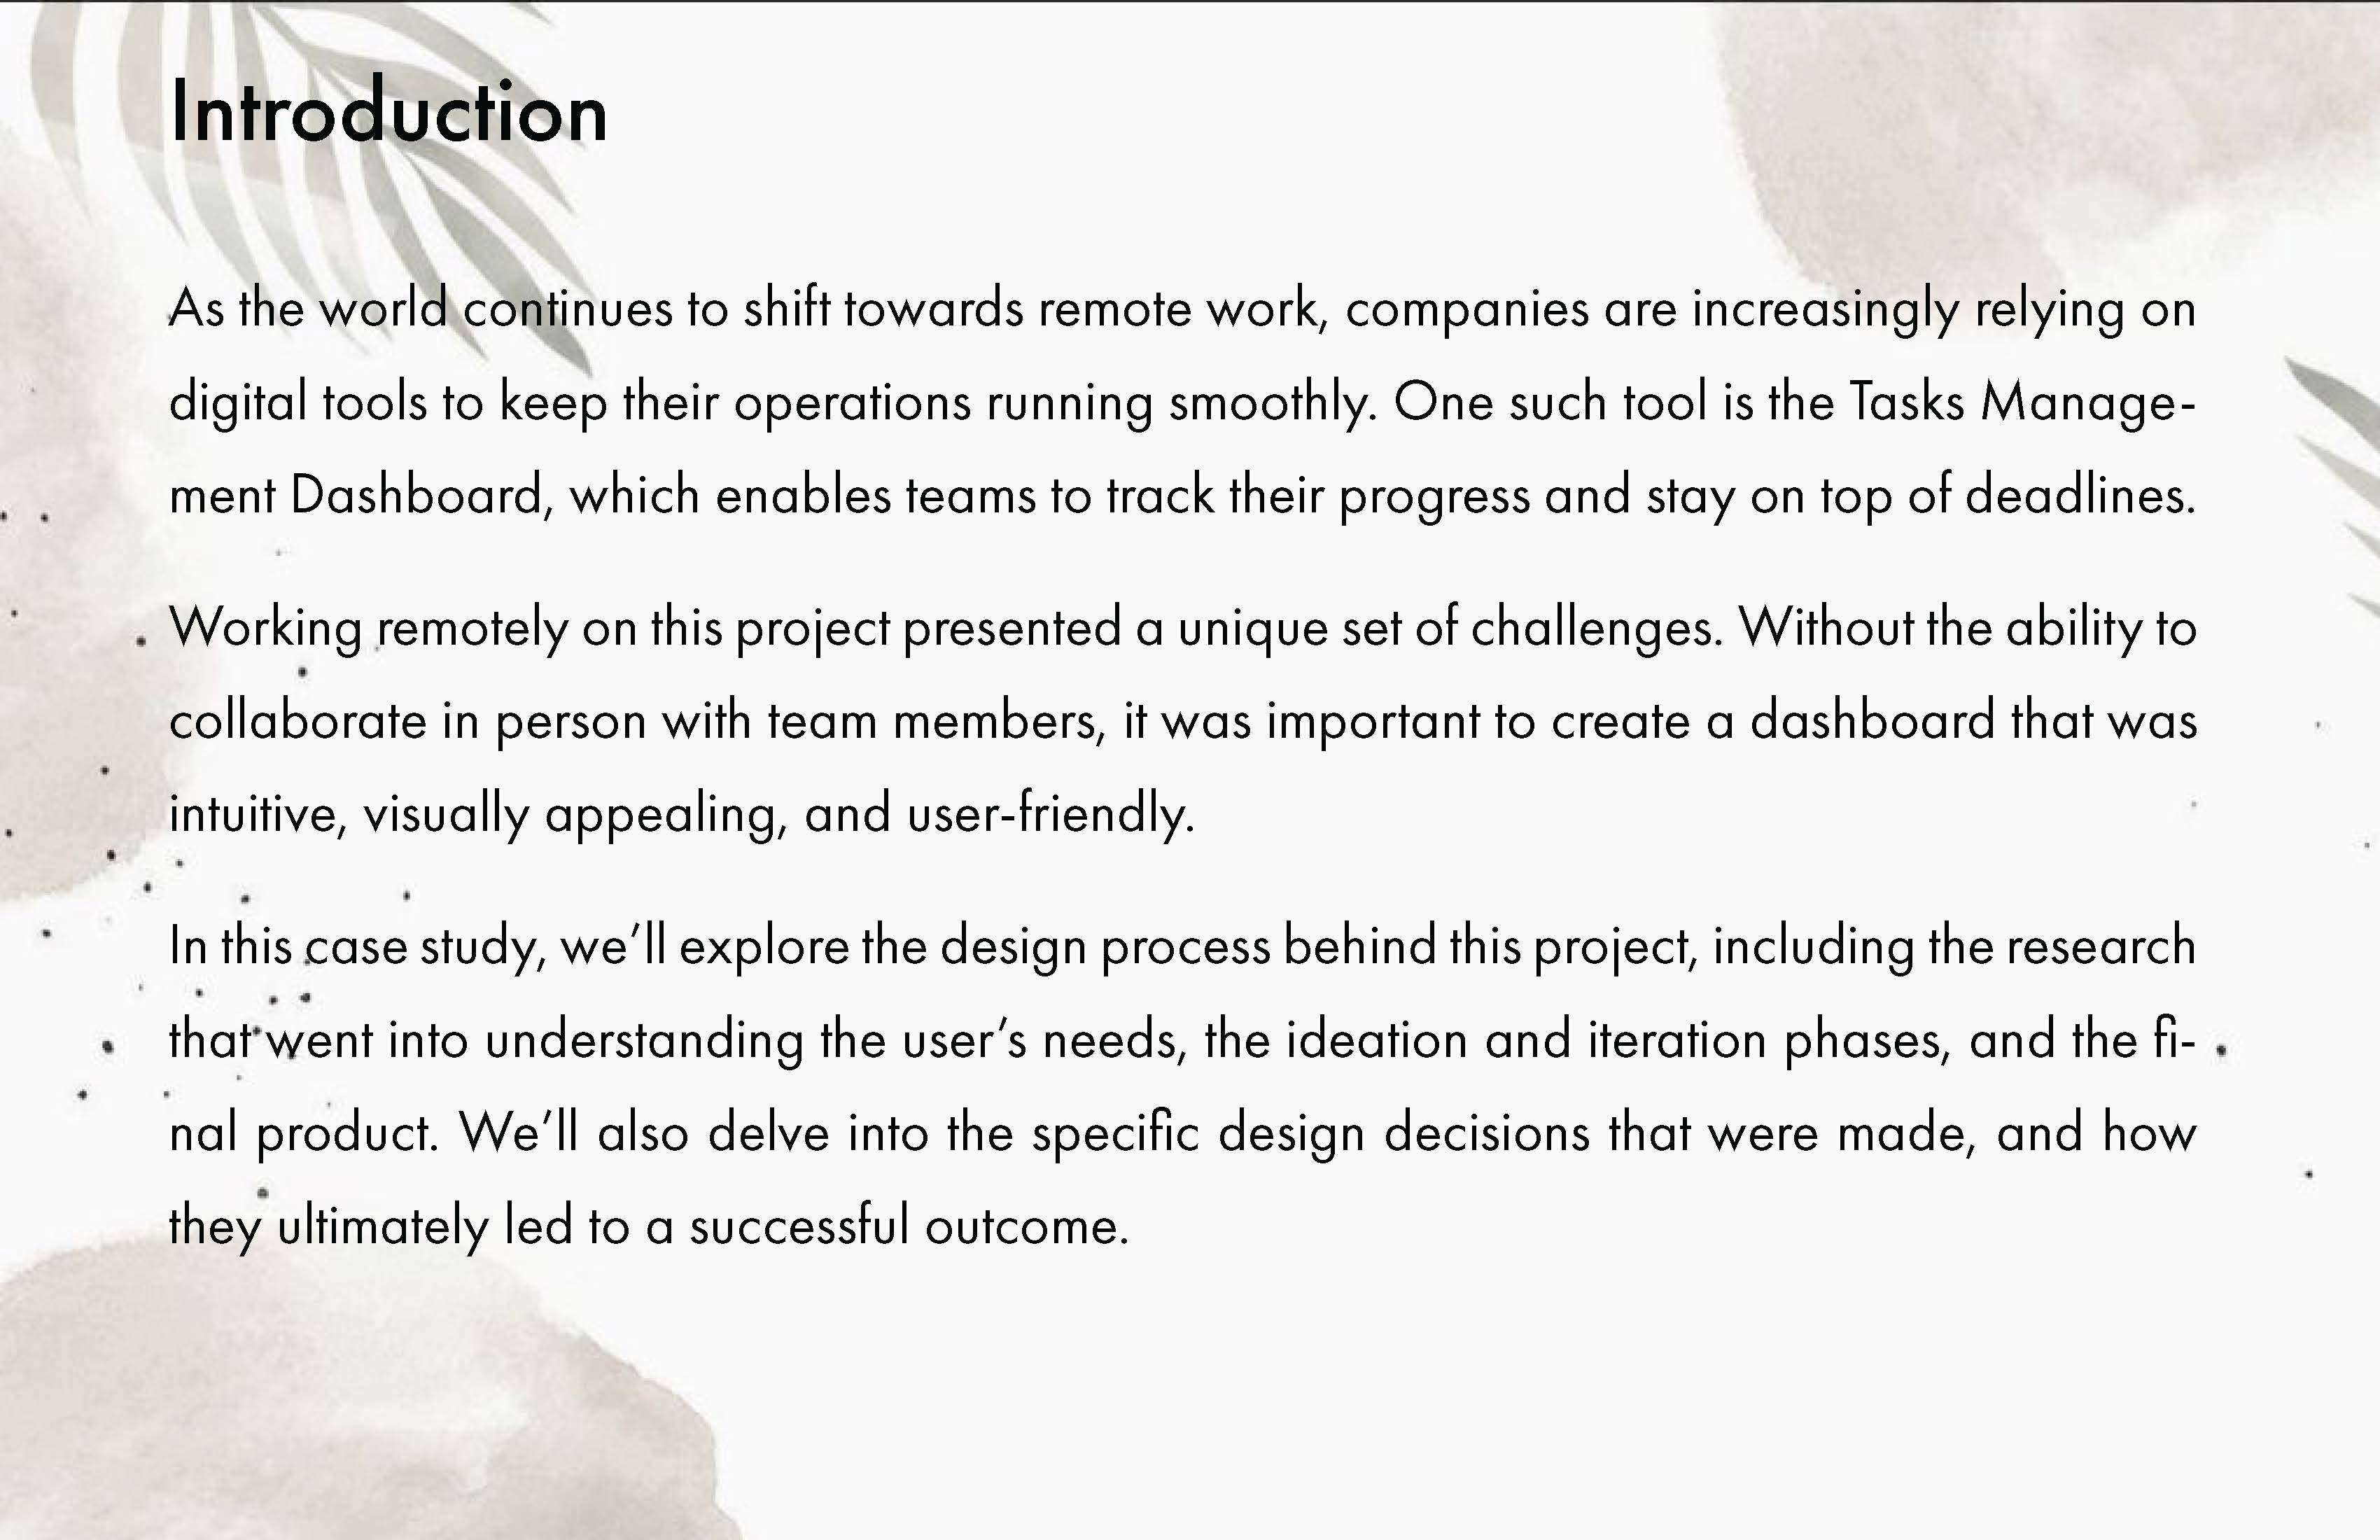 Introduction
As the world continues to shift towards remote work, companies are increasingly relying on
digital tools to keep their operations running smoothly. One such tool is the Tasks Manage-
ment Dashboard, which enables teams to track their progress and stay on top of deadlines.
Working remotely on this project presented a unique set of challenges. Without the ability to
collaborate in person with team members, it was important to create a dashboard that was
intuitive, visually appealing, and user-friendly.
In this case study, we’ll explore the design process behind this project, including the research
that went into understanding the user’s needs, the ideation and iteration phases, and the fi-
nal product. We’ll also delve into the specific design decisions that were made, and how
they ultimately led to a successful outcome.